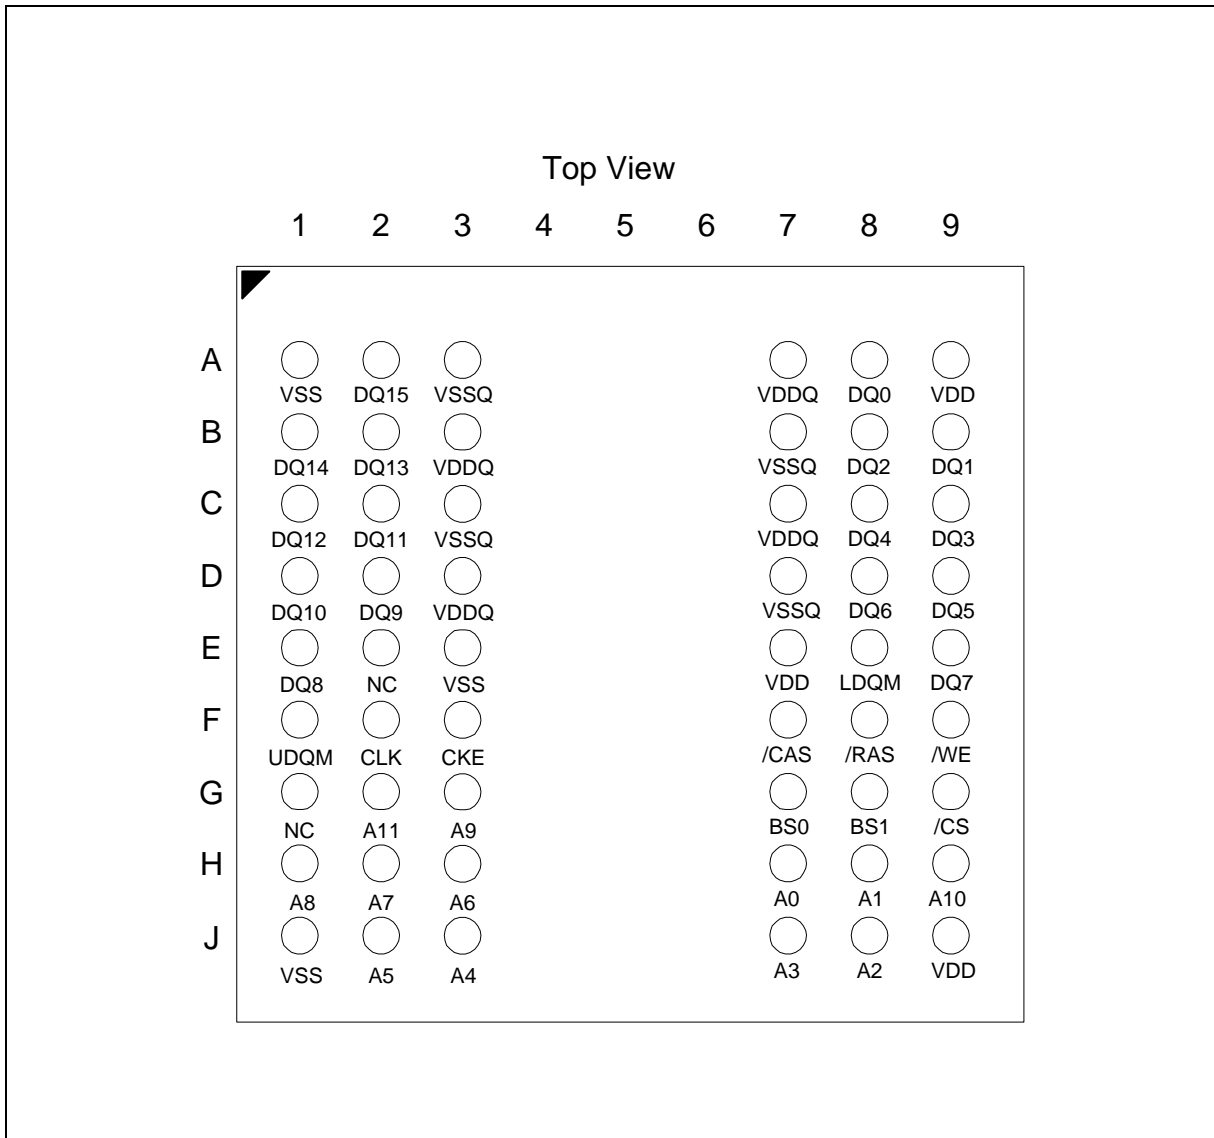 Top View
1 2 3 4 5 6 7 8 9
A
VSS DQ15 VSSQ VDDQ DQ0 VDD
B
DQ14 DQ13 VDDQ VSSQ DQ2 DQ1
C
DQ12 DQ11 VSSQ VDDQ DQ4 DQ3
D
DQ10 DQ9 VDDQ VSSQ DQ6 DQ5
E
DQ8 NC VSS VDD LDQM DQ7
F
UDQM CLK CKE /CAS /RAS /WE
G
NC A11 A9 BS0 BS1 /CS
H
A8 A7 A6 A0 A1 A10
J
VSS A5 A4 A3 A2 VDD